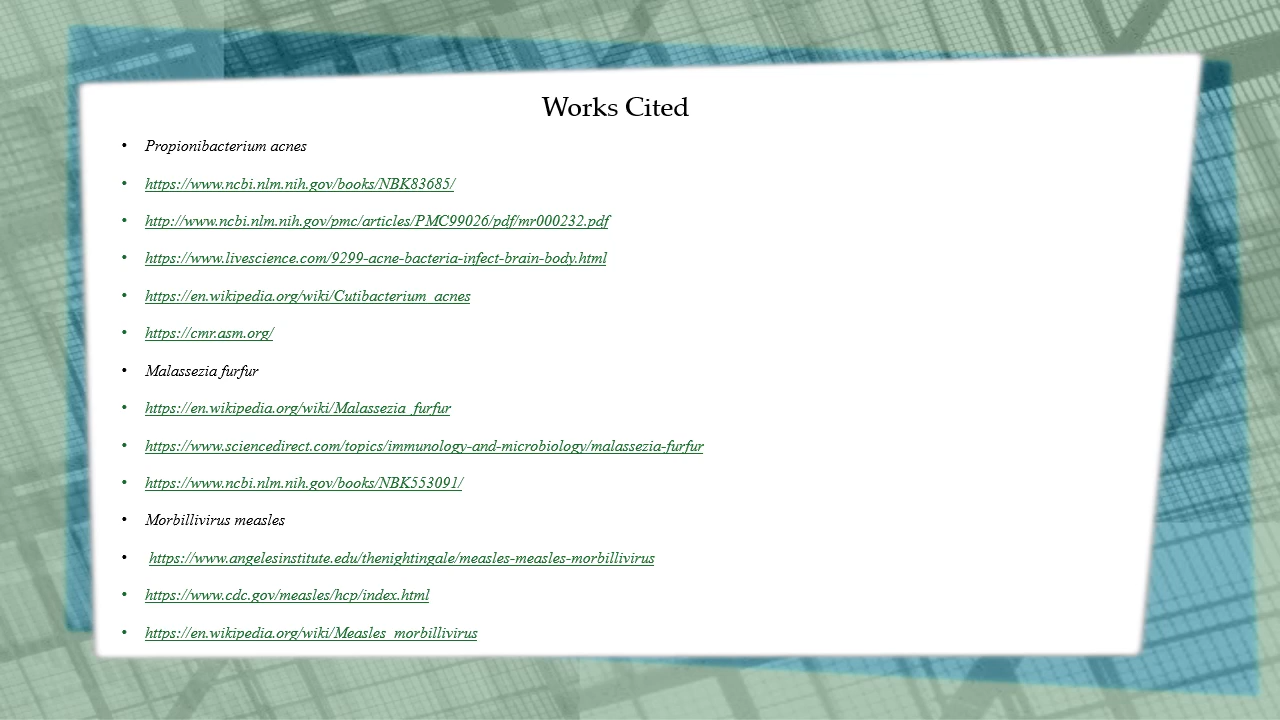 Works Cited
• Propionibacterium acnes
• https://www.ncbi.nlm.nih.gov/books/NBK83685/
• http://www.ncbi.nlm.nih.gov/pmc/articles/PMC99026/pdf/mr000232.pdf
• https://www.livescience.com/9299-acne-bacteria-infect-brain-body.html
• https://en.wikipedia.org/wiki/Cutibacterium_acnes
• https://cmr.asm.org/
• Malassezia furfur
• https://en.wikipedia.org/wiki/Malassezia_furfur
• https://www.sciencedirect.com/topics/immunology-and-microbiology/malassezia-furfur
• https://www.ncbi.nlm.nih.gov/books/NBK553091/
• Morbillivirus measles
• https://www.angelesinstitute.edu/thenightingale/measles-measles-morbillivirus
• https://www.cdc.gov/measles/hcp/index.html
• https://en.wikipedia.org/wiki/Measles_morbillivirus